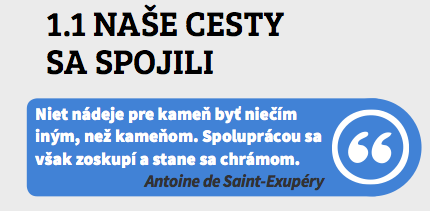 1.1 NAŠE CESTY
SA SPOJILI
Niet nádeje pre kameň byť niečím
iným, než kameňom. Spoluprácou sa
však zoskupí a stane sa chrámom.
Antoine de Saint-Exupéry